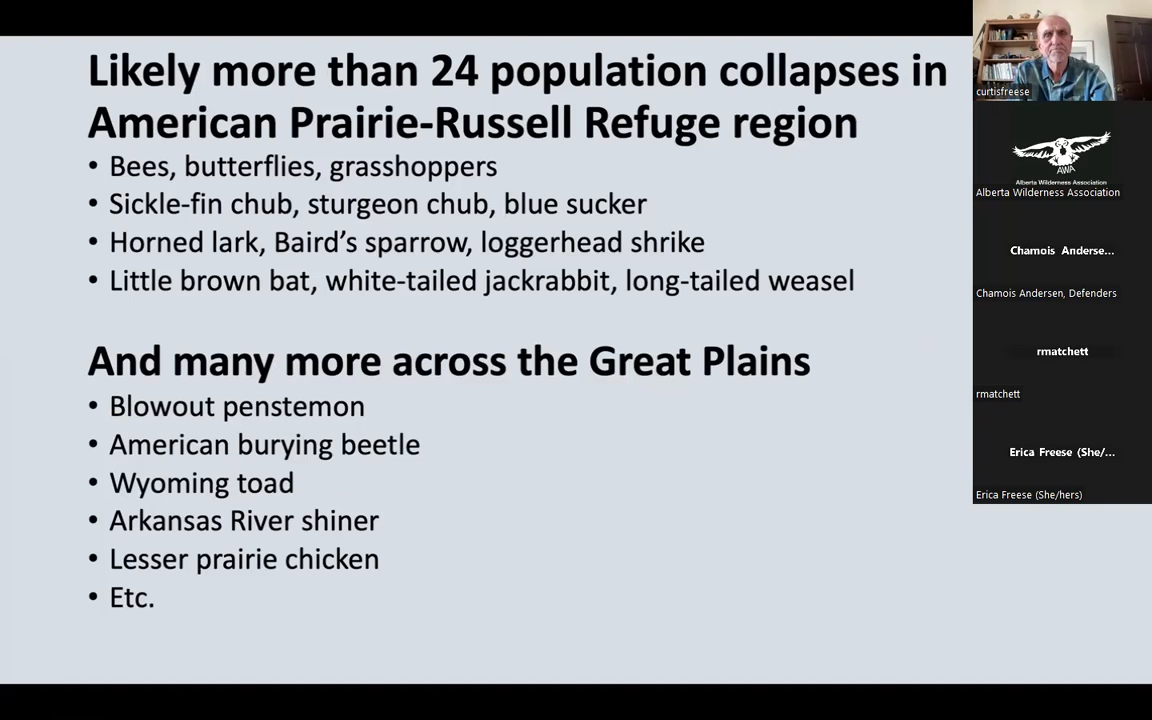 Likely more than 24 population collapses in
American Prairie-Russell Refuge region
• Bees, butterflies, grasshoppers
• Sickle-fin chub, sturgeon chub, blue sucker
• Horned lark, Baird’s sparrow, loggerhead shrike
• Little brown bat, white-tailed jackrabbit, long-tailed weasel
And many more across the Great Plains
• Blowout penstemon
• American burying beetle
• Wyoming toad
• Arkansas River shiner
• Lesser prairie chicken
• Etc.
curtisfreese
AWA
Alberta Wilderness Association
Alberta Wilderness Association
Chamois Anderse...
Chamois Andersen, Defenders
rmatchett
rmatchett
Erica Freese (She/...
Erica Freese (She/hers)